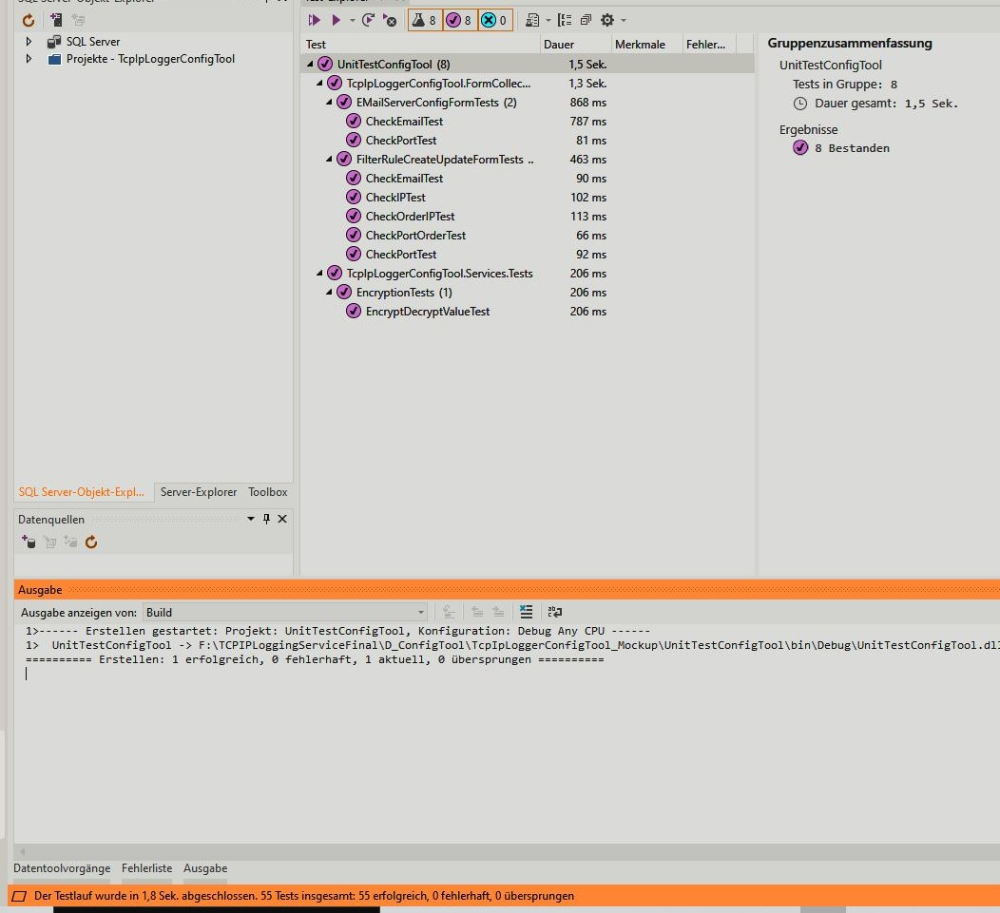 SQL Server
Projekte - TcpIpLoggerConfigTool
SQL Server-Objekt-Expl... Server-Explorer Toolbox
Datenquellen
8 8 0
Test Dauer Merkmale Fehler...
UnitTestConfigTool (8) 1,5 Sek.
TcpIpLoggerConfigTool.FormCollec... 1,3 Sek.
EMailServerConfigFormTests (2) 868 ms
CheckEmailTest 787 ms
CheckPortTest 81 ms
FilterRuleCreateUpdateFormTests .. 463 ms
CheckEmailTest 90 ms
CheckIPTest 102 ms
CheckOrderIPTest 113 ms
CheckPortOrderTest 66 ms
CheckPortTest 92 ms
TcpIpLoggerConfigTool.Services.Tests 206 ms
EncryptionTests (1) 206 ms
EncryptDecryptValueTest 206 ms
Gruppenzusammenfassung
UnitTestConfigTool
Tests in Gruppe: 8
Dauer gesamt: 1,5 Sek.
Ergebnisse
8 Bestanden
Ausgabe
Ausgabe anzeigen von: Build
1>------ Erstellen gestartet: Projekt: UnitTestConfigTool, Konfiguration: Debug Any CPU ------
1> UnitTestConfigTool -> F:\TCPIPLoggingServiceFinal\D_ConfigTool\TcpIpLoggerConfigTool_Mockup\UnitTestConfigTool\bin\Debug\UnitTestConfigTool.dll
========== Erstellen: 1 erfolgreich, 0 fehlerhaft, 1 aktuell, 0 übersprungen ==========
Datentoolvorgänge Fehlerliste Ausgabe
Der Testlauf wurde in 1,8 Sek. abgeschlossen. 55 Tests insgesamt: 55 erfolgreich, 0 fehlerhaft, 0 übersprungen